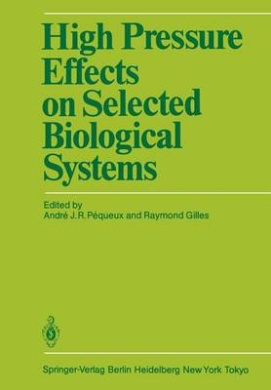 High Pressure
Effects
on Selected
Biological
Systems
Edited by
André J.R. Péqueux and Raymond Gilles
Springer-Verlag Berlin Heidelberg New York Tokyo